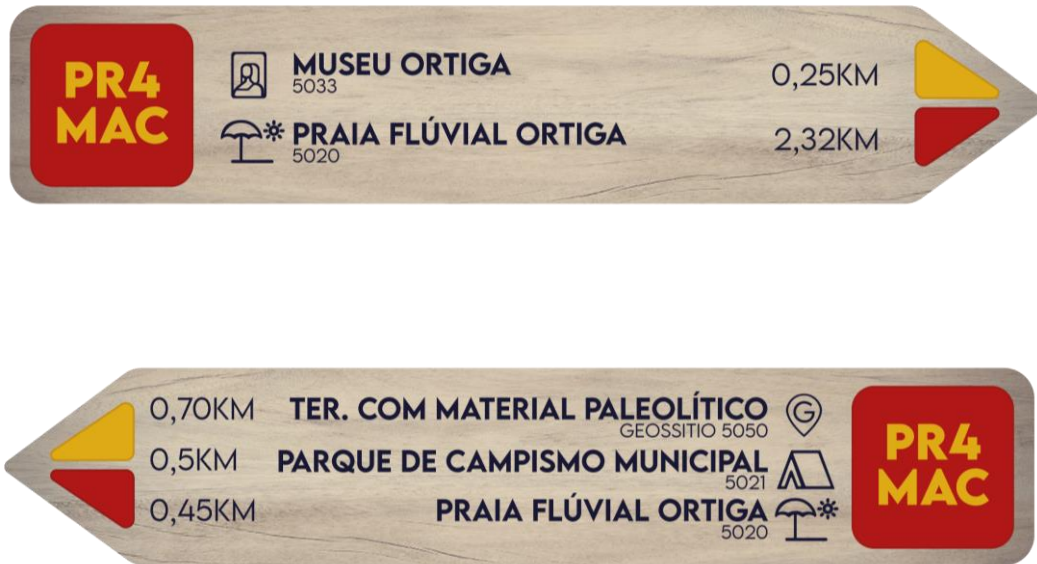 PR4
MAC
MUSEU ORTIGA
5033
0,25KM
PRAIA FLÚVIAL ORTIGA
5020
2,32KM
0,70KM
TER. COM MATERIAL PALEOLÍTICO
GEOSSITIO 5050
G
0,5KM
PARQUE DE CAMPISMO MUNICIPAL
5021
0,45KM
PRAIA FLÚVIAL ORTIGA
5020
PR4
MAC